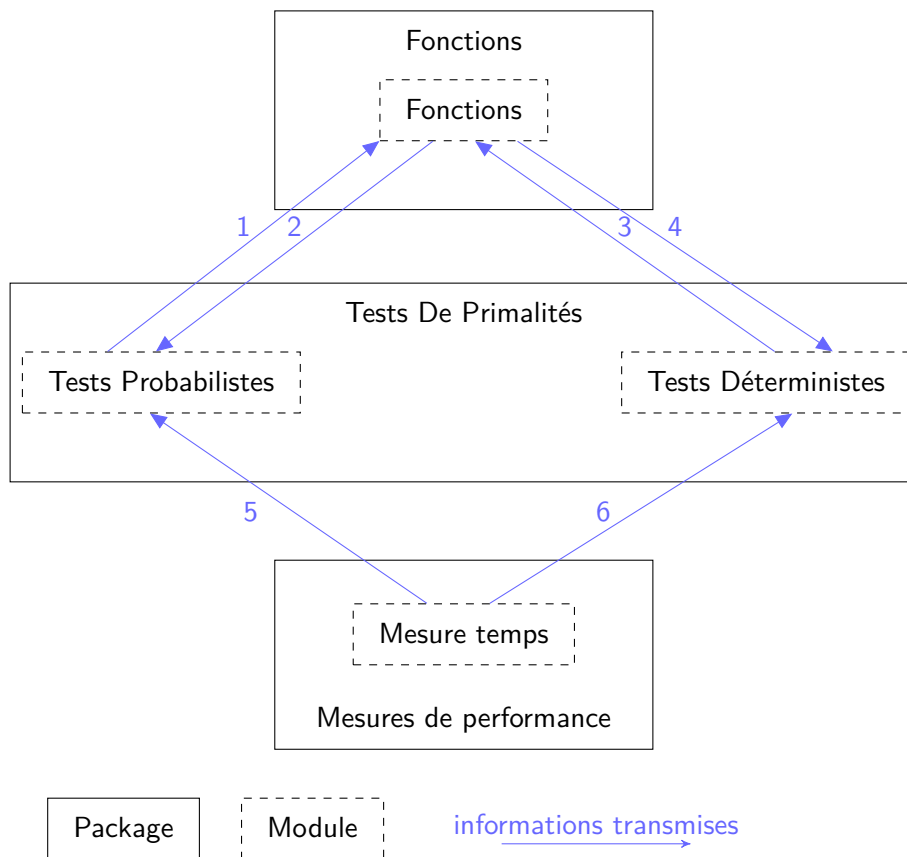 Fonctions
Fonctions
1 2 3 4
Tests De Primalités
Tests Probabilistes
Tests Déterministes
5 6
Mesure temps
Mesures de performance
Package
Module
informations transmises